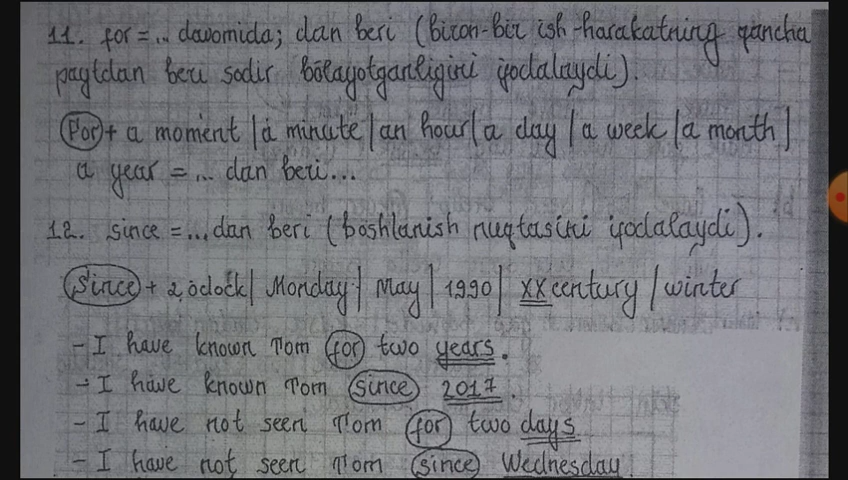 11. for = ... davomida; dan beri (biron-bir ish-harakatning qancha
paytdan beri sodir bo'layotganligini ifodalaydi).
For + a moment | a minute | an hour | a day | a week | a month |
a year = ... dan beri...
12. since = ... dan beri (boshlanish nuqtasini ifodalaydi).
Since + 2 o'clock | Monday | May | 1990 | XX century | winter
- I have known Tom for two years.
- I have known Tom since 2017.
- I have not seen Tom for two days
- I have not seen Tom since Wednesday.